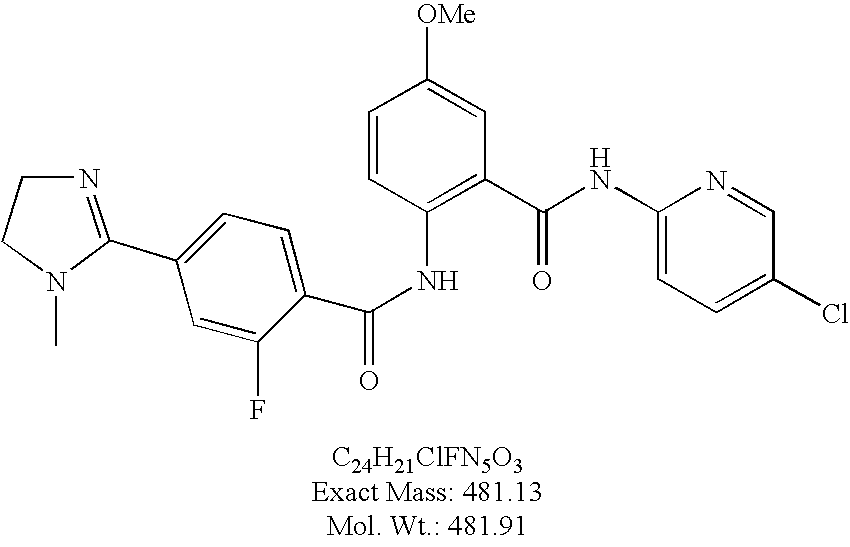 OMe
H
N
N
N
N
NH
O
Cl
O
F
C24H21ClFN5O3
Exact Mass: 481.13
Mol. Wt.: 481.91